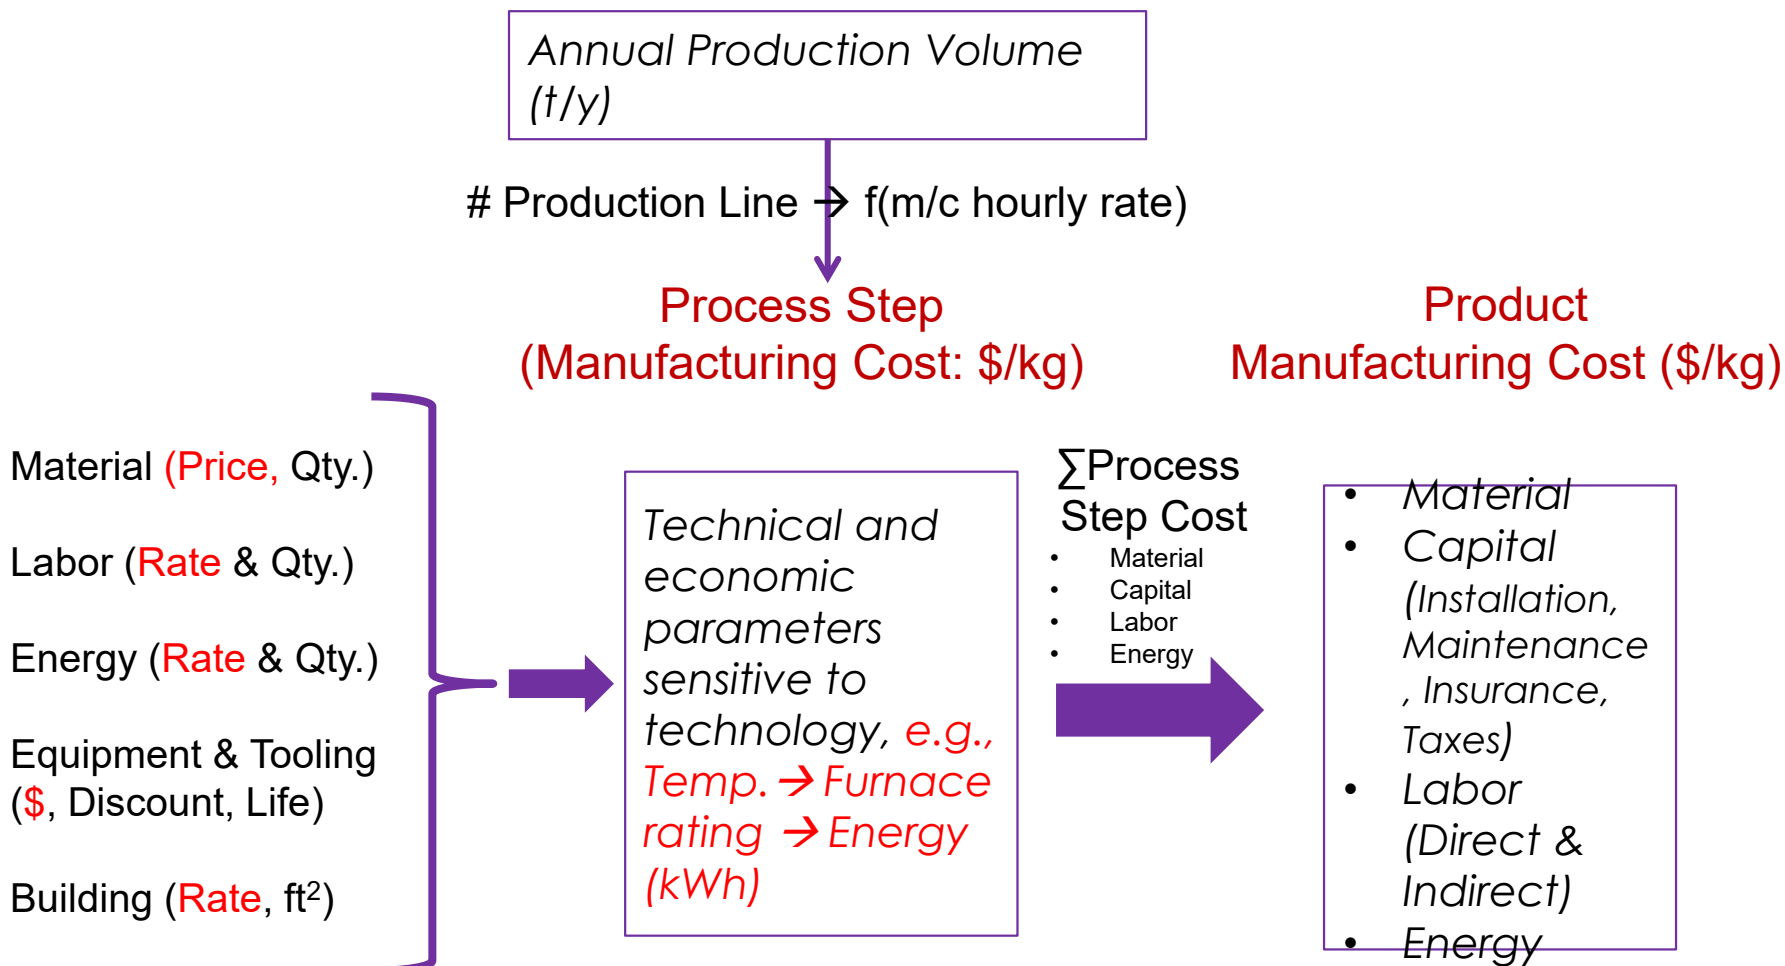 Annual Production Volume
(t/y)
# Production Line → f(m/c hourly rate)
Process Step
(Manufacturing Cost: $/kg)
Product
Manufacturing Cost ($/kg)
Material (Price, Qty.)
Labor (Rate & Qty.)
Energy (Rate & Qty.)
Equipment & Tooling
($, Discount, Life)
Building (Rate, ft²)
Technical and
economic
parameters
sensitive to
technology, e.g.,
Temp. → Furnace
rating → Energy
(kWh)
∑Process
Step Cost
• Material
• Capital
• Labor
• Energy
• Material
• Capital
(Installation,
Maintenance
, Insurance,
Taxes)
• Labor
(Direct &
Indirect)
• Energy